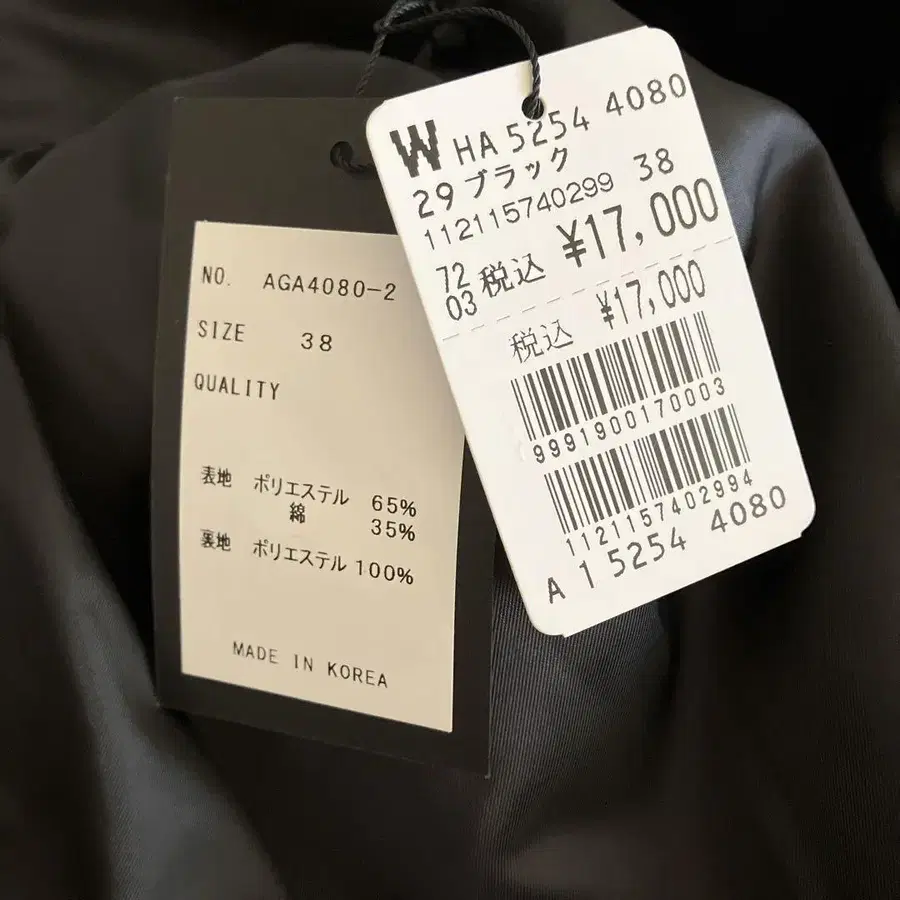 NO. AGA4080-2
SIZE 38
QUALITY
表地 ポリエステル 65%
綿 35%
裏地 ポリエステル 100%
MADE IN KOREA
W HA 5254 4080
29 ブラック 38
112115740299
72
03 税込 ¥17,000
税込 ¥17,000
9991900170003
1121157402994
A 1 5254 4080